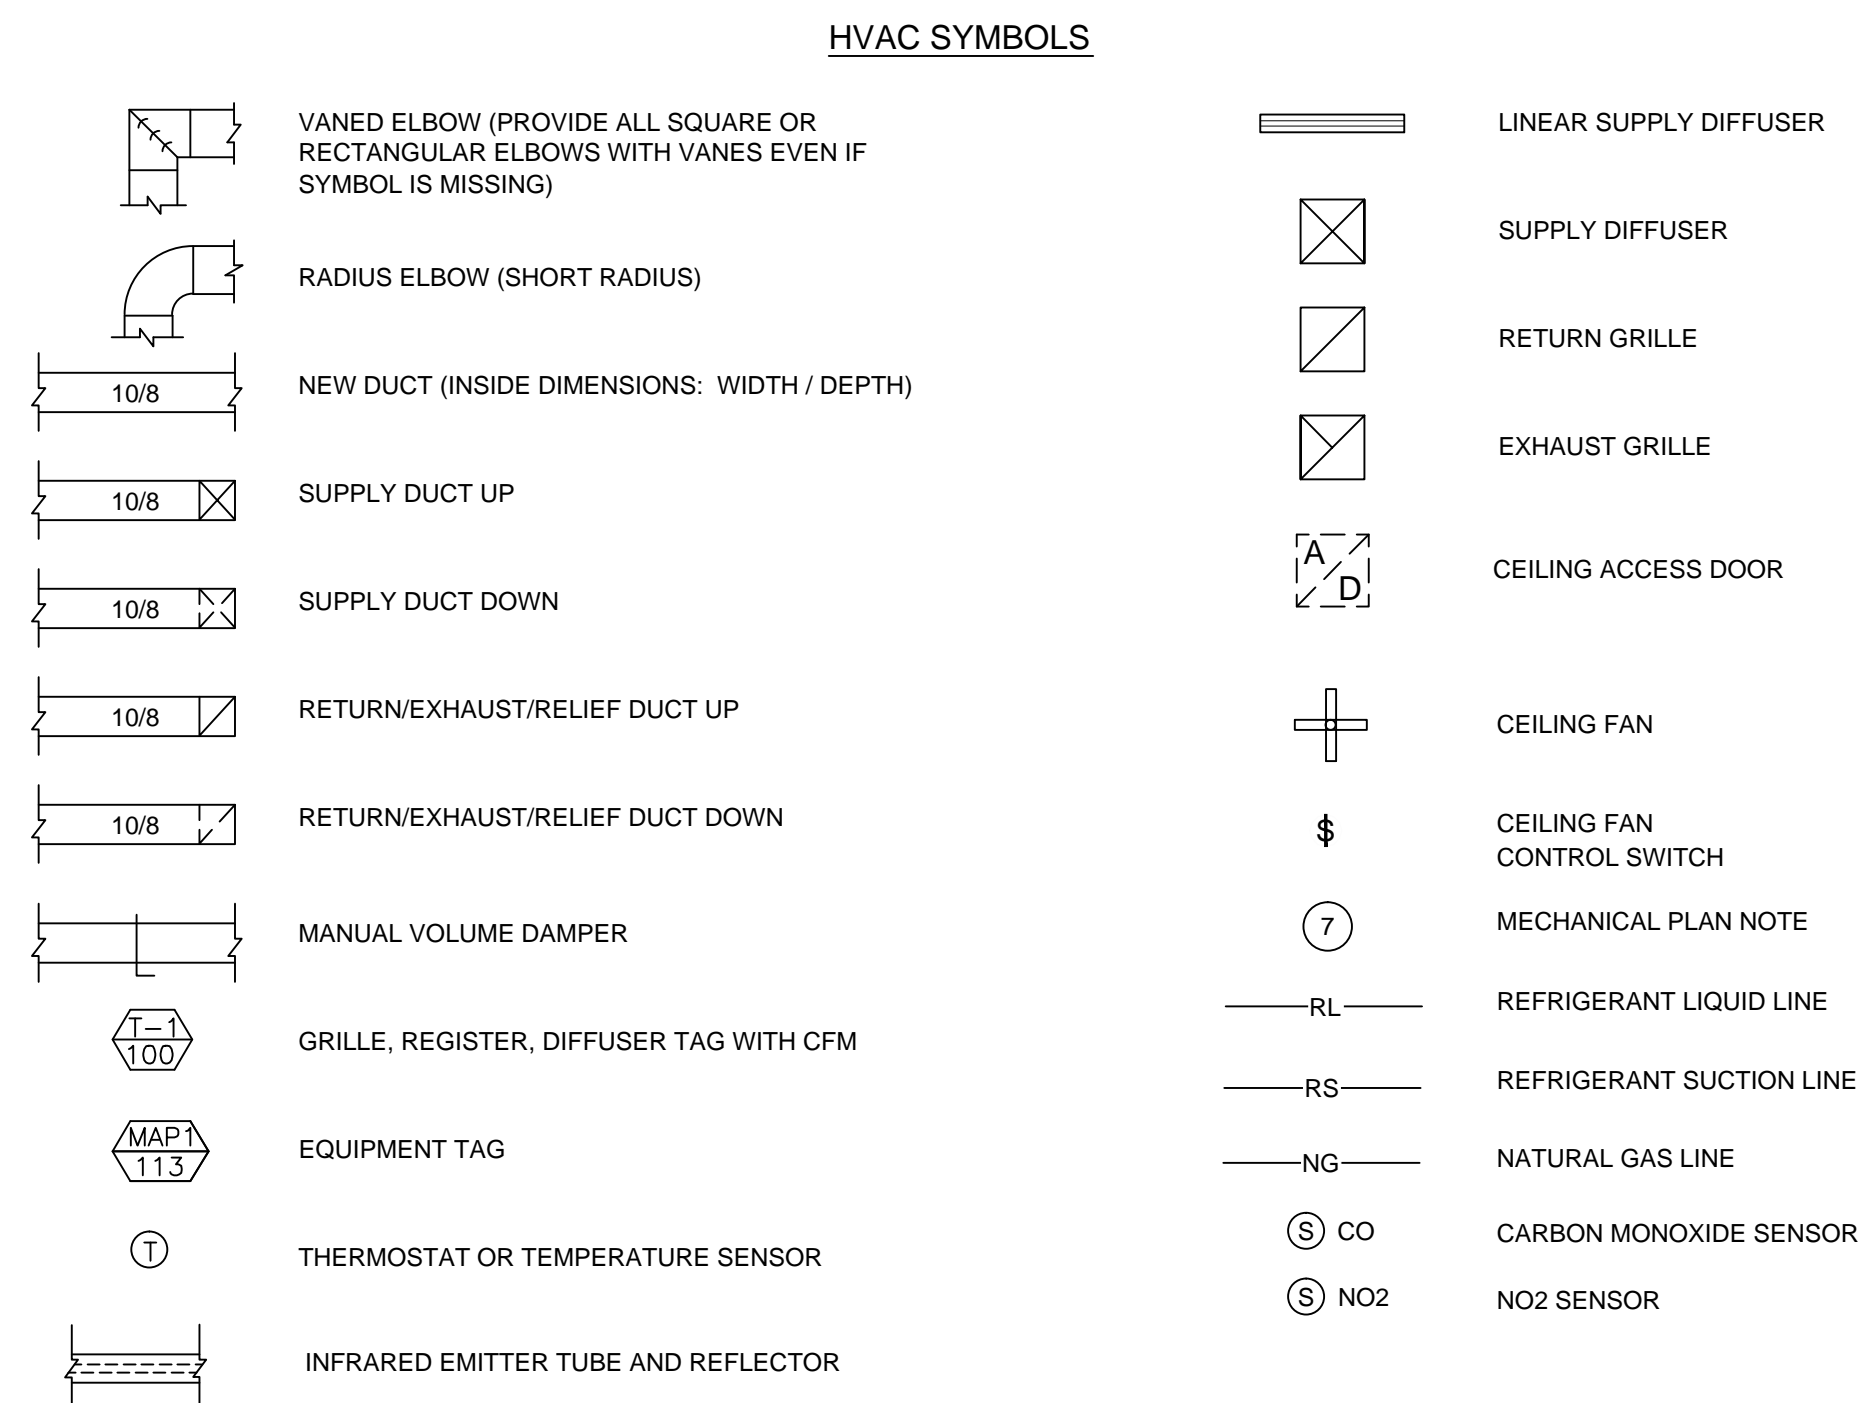 HVAC SYMBOLS
VANED ELBOW (PROVIDE ALL SQUARE OR
RECTANGULAR ELBOWS WITH VANES EVEN IF
SYMBOL IS MISSING)
RADIUS ELBOW (SHORT RADIUS)
10/8
NEW DUCT (INSIDE DIMENSIONS: WIDTH / DEPTH)
10/8
SUPPLY DUCT UP
10/8
SUPPLY DUCT DOWN
10/8
RETURN/EXHAUST/RELIEF DUCT UP
10/8
RETURN/EXHAUST/RELIEF DUCT DOWN
MANUAL VOLUME DAMPER
T-1
100
GRILLE, REGISTER, DIFFUSER TAG WITH CFM
MAP1
113
EQUIPMENT TAG
T
THERMOSTAT OR TEMPERATURE SENSOR
INFRARED EMITTER TUBE AND REFLECTOR
LINEAR SUPPLY DIFFUSER
SUPPLY DIFFUSER
RETURN GRILLE
EXHAUST GRILLE
A
D
CEILING ACCESS DOOR
CEILING FAN
$
CEILING FAN
CONTROL SWITCH
7
MECHANICAL PLAN NOTE
RL
REFRIGERANT LIQUID LINE
RS
REFRIGERANT SUCTION LINE
NG
NATURAL GAS LINE
S CO
CARBON MONOXIDE SENSOR
S NO2
NO2 SENSOR